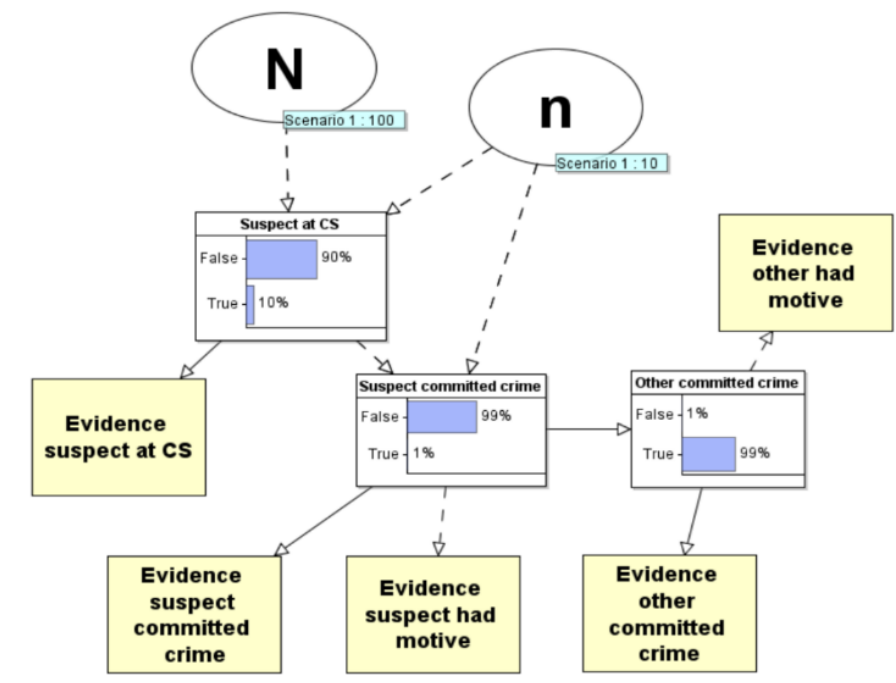 N
Scenario 1 : 100
n
Scenario 1 : 10
Suspect at CS
False
90%
True
10%
Evidence
other had
motive
Evidence
suspect at CS
Suspect committed crime
False
99%
True
1%
Other committed crime
False
1%
True
99%
Evidence
suspect
committed
crime
Evidence
suspect had
motive
Evidence
other
committed
crime